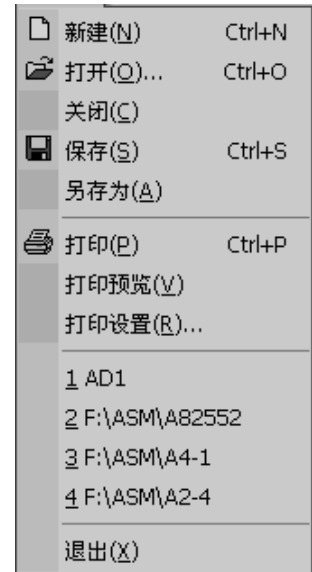 新建(N) Ctrl+N
打开(O)... Ctrl+O
关闭(C)
保存(S) Ctrl+S
另存为(A)
打印(P) Ctrl+P
打印预览(V)
打印设置(R)...
1 AD1
2 F:\ASM\A82552
3 F:\ASM\A4-1
4 F:\ASM\A2-4
退出(X)